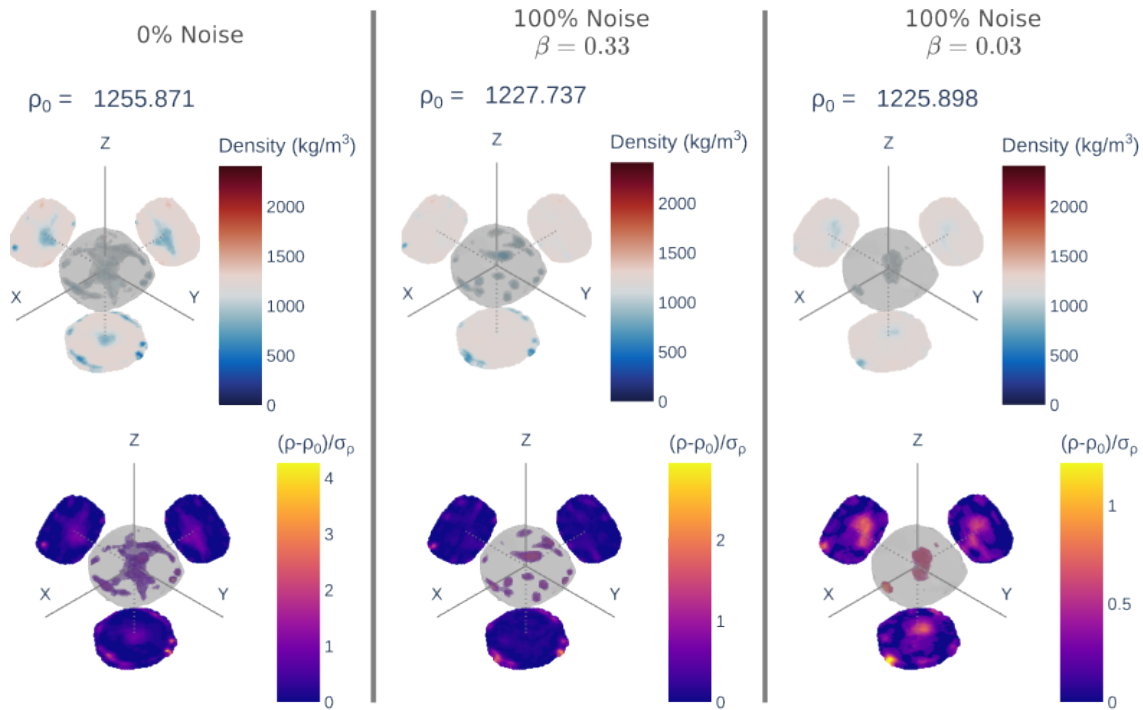 0% Noise
ρ₀ = 1255.871
Density (kg/m³)
Z
X
Y
2000
1500
1000
500
0
(ρ-ρ₀)/σᵨ
Z
X
Y
4
3
2
1
0
100% Noise
β = 0.33
ρ₀ = 1227.737
Density (kg/m³)
Z
X
Y
2000
1500
1000
500
0
(ρ-ρ₀)/σᵨ
Z
X
Y
2
1
0
100% Noise
β = 0.03
ρ₀ = 1225.898
Density (kg/m³)
Z
X
Y
2000
1500
1000
500
0
(ρ-ρ₀)/σᵨ
Z
X
Y
1
0.5
0